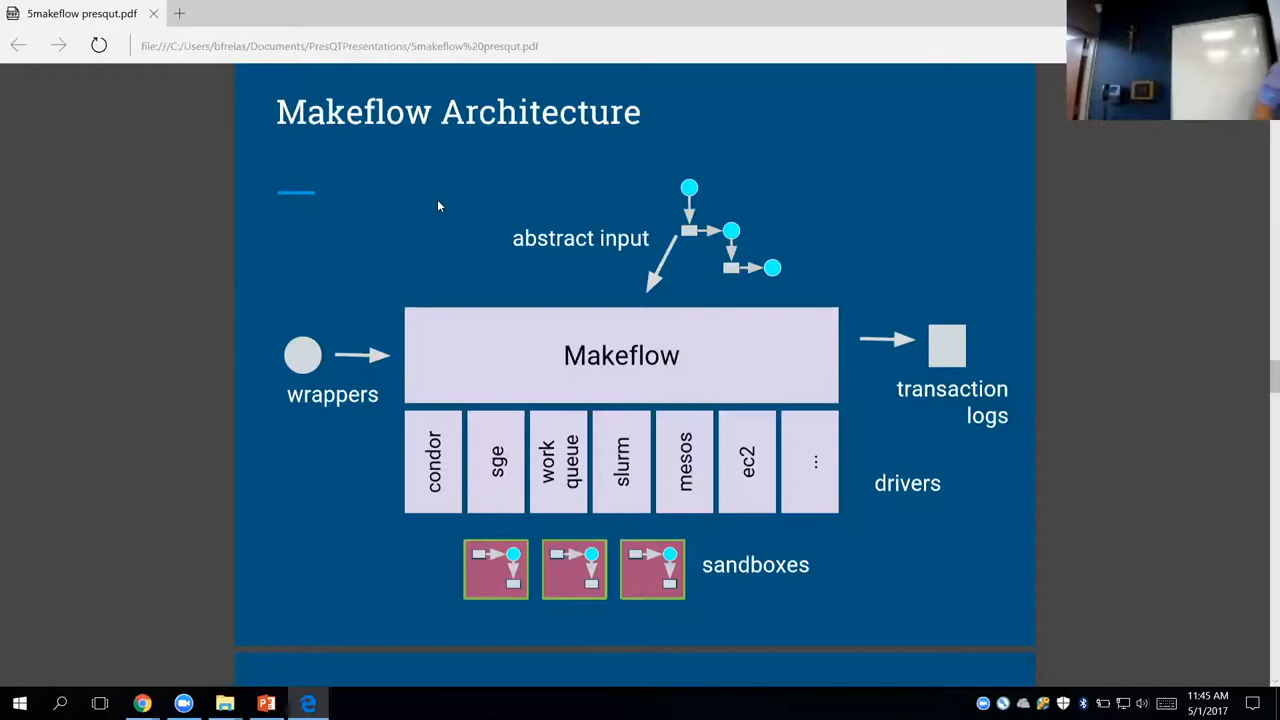 5makeflow presqut.pdf
file:///C:/Users/bfrelas/Documents/PresQTPresentations/5makeflow%20presqut.pdf
Makeflow Architecture
abstract input
Makeflow
wrappers
transaction
logs
condor
sge
work
queue
slurm
mesos
ec2
...
drivers
sandboxes
11:45 AM
5/1/2017